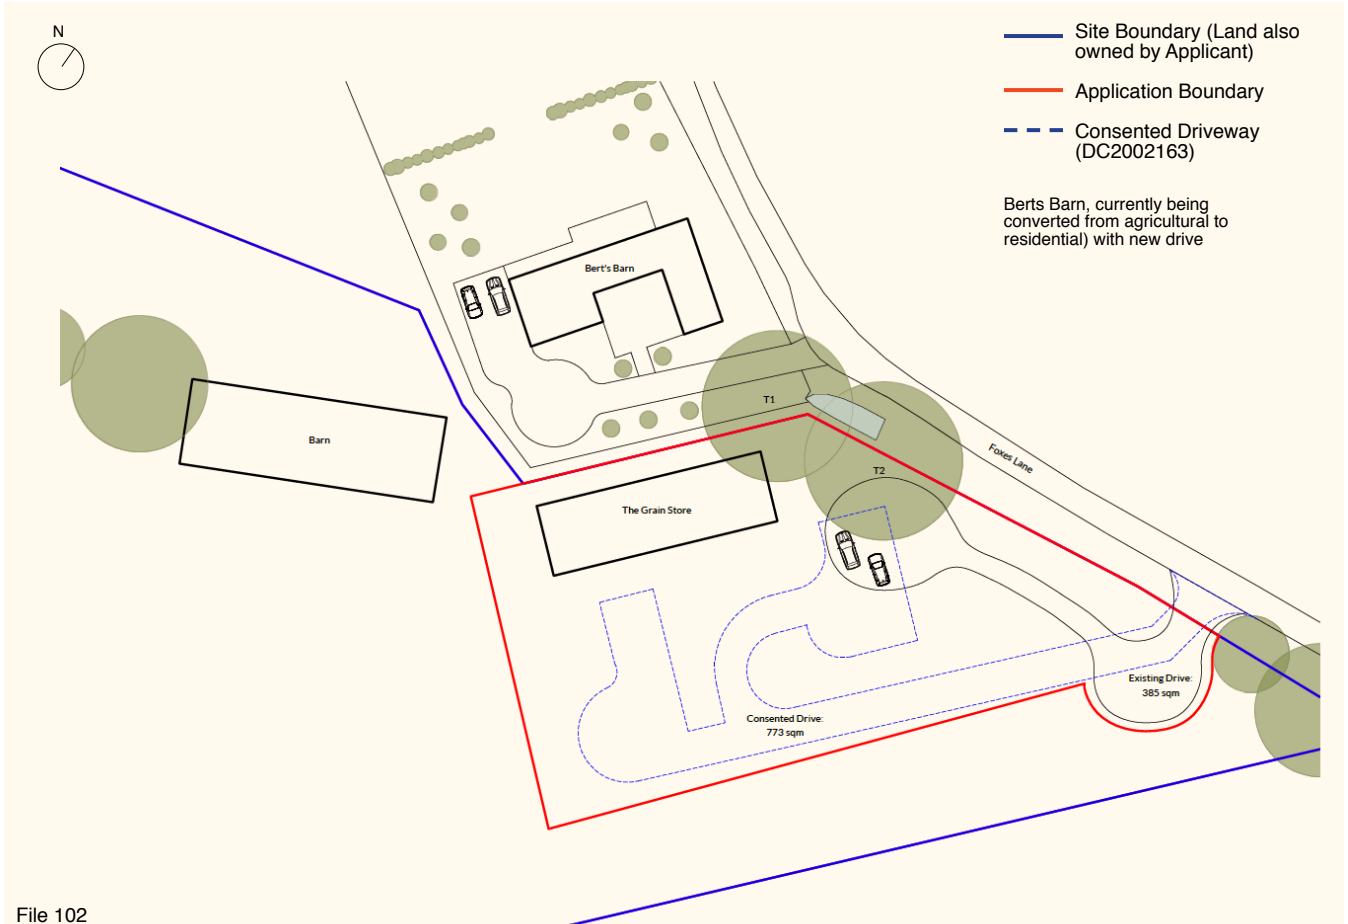 N
Site Boundary (Land also
owned by Applicant)
Application Boundary
Consented Driveway
(DC2002163)
Berts Barn, currently being
converted from agricultural to
residential) with new drive
Bert's Barn
T1
Barn
Foxes Lane
T2
The Grain Store
Existing Drive:
385 sqm
Consented Drive:
773 sqm
File 102